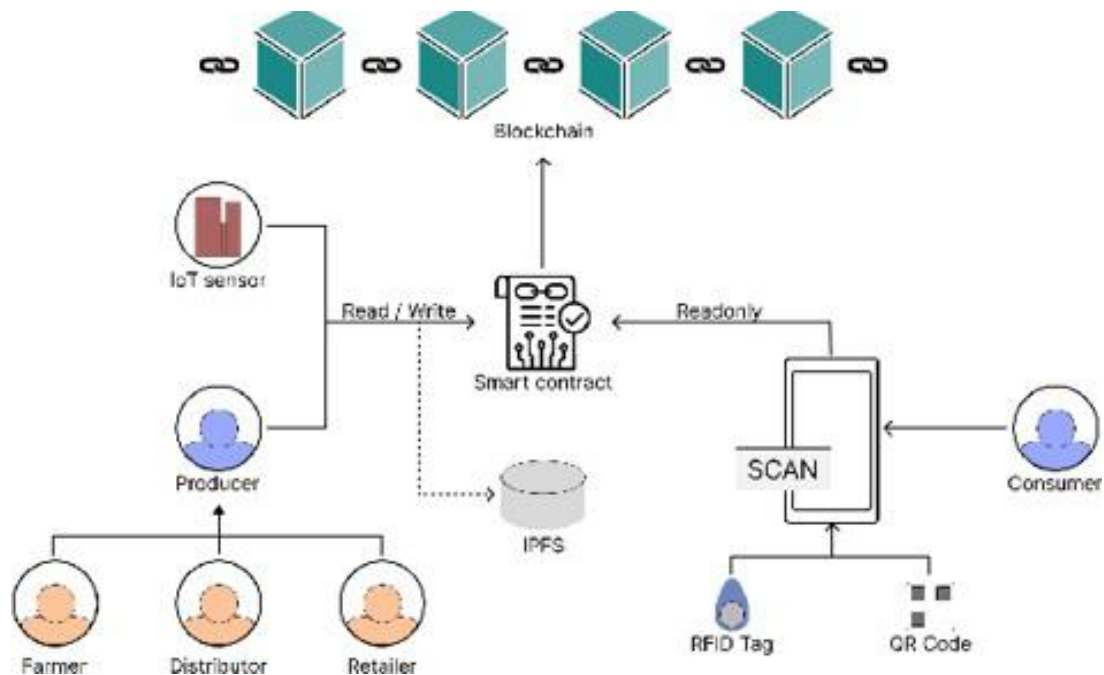 Blockchain
IoT sensor
Read / Write
Readonly
Smart contract
Producer
SCAN
Consumer
IPFS
RFID Tag
QR Code
Farmer
Distributor
Retailer